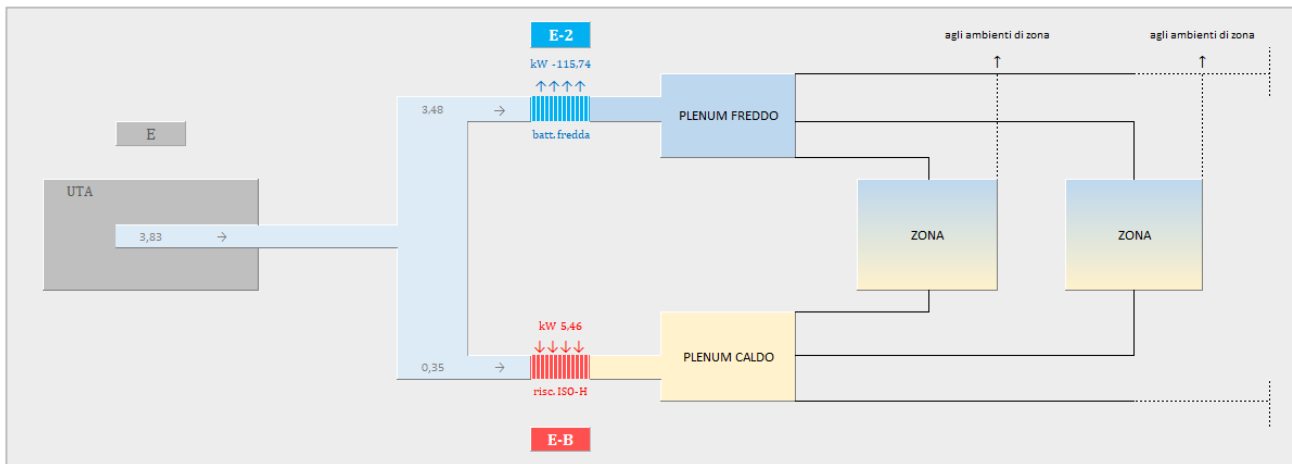 E-2
agli ambienti di zona
agli ambienti di zona
kW -115,74
↑ ↑ ↑ ↑
↑
↑
3,48 →
PLENUM FREDDO
E
batt. fredda
UTA
3,83 →
ZONA
ZONA
kW 5,46
↓ ↓ ↓ ↓
0,35 →
PLENUM CALDO
risc. ISO-H
E-B